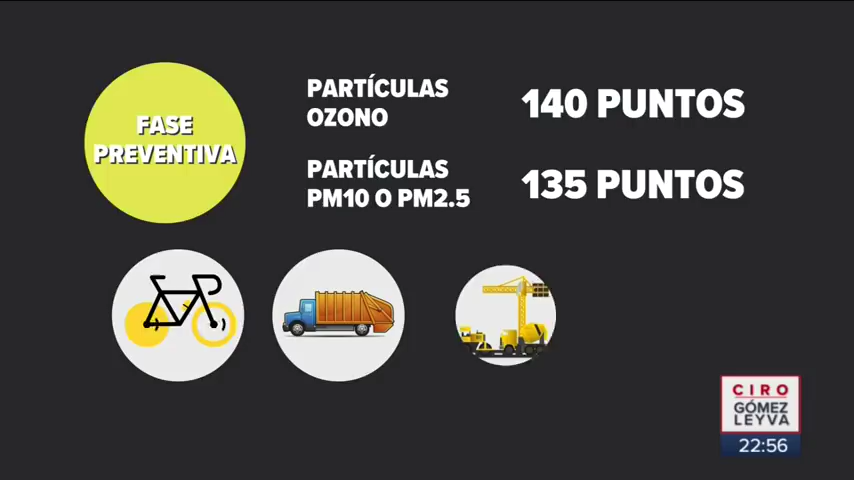 FASE
PREVENTIVA
PARTÍCULAS
OZONO
140 PUNTOS
PARTÍCULAS
PM10 O PM2.5
135 PUNTOS
CIRO
GÓMEZ
LEYVA
22:56